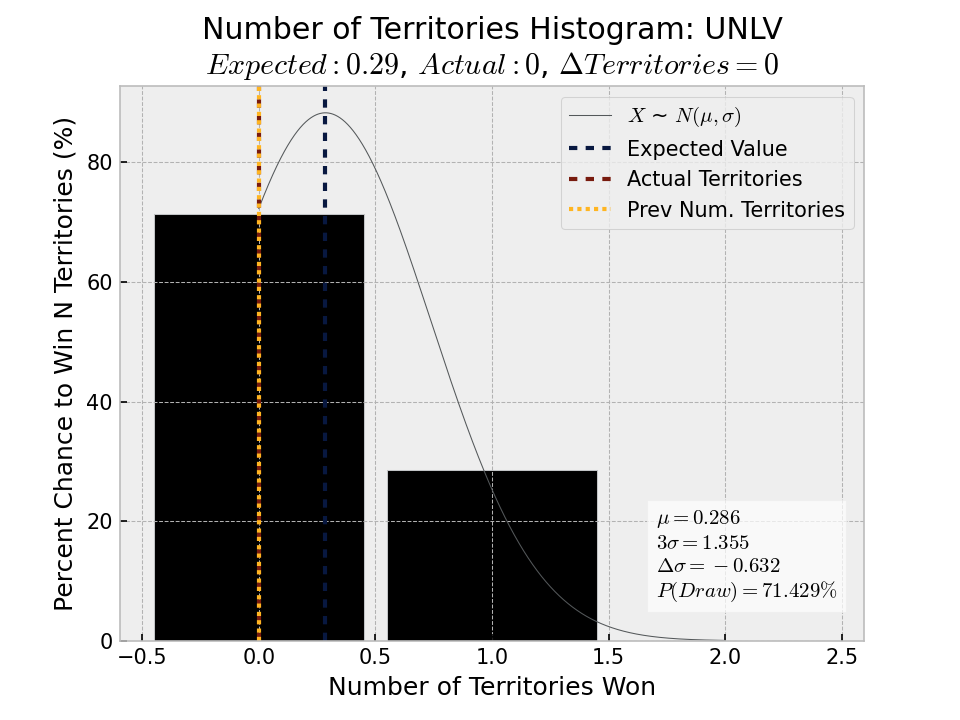 Number of Territories Histogram: UNLV
Expected : 0.29, Actual : 0, ΔTerritories = 0
X ~ N(μ, σ)
Expected Value
Actual Territories
Prev Num. Territories
Percent Chance to Win N Territories (%)
80
60
40
20
0
μ = 0.286
3σ = 1.355
Δσ = −0.632
P(Draw) = 71.429%
−0.5 0.0 0.5 1.0 1.5 2.0 2.5
Number of Territories Won